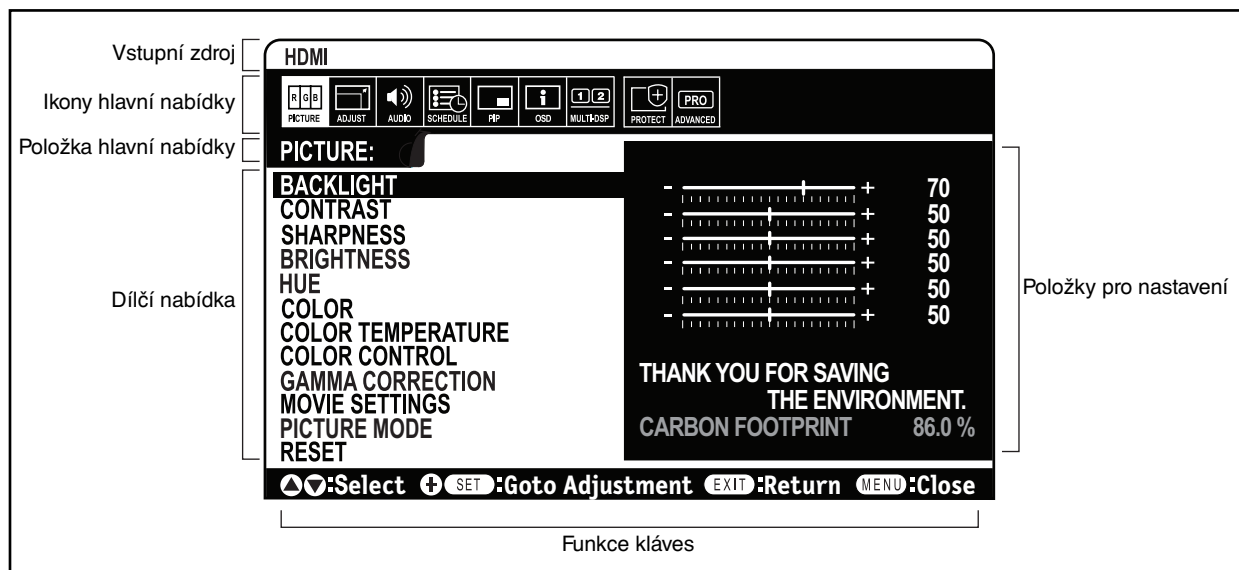 Vstupní zdroj
HDMI
Ikony hlavní nabídky
R G B
PICTURE
ADJUST
AUDIO
SCHEDULE
PIP
OSD
1 2
MULTI-DSP
PROTECT
PRO
ADVANCED
Položka hlavní nabídky
PICTURE:
Dílčí nabídka
BACKLIGHT - + 70
CONTRAST - + 50
SHARPNESS - + 50
BRIGHTNESS - + 50
HUE - + 50
COLOR - + 50
COLOR TEMPERATURE
COLOR CONTROL
GAMMA CORRECTION
MOVIE SETTINGS
PICTURE MODE
RESET
THANK YOU FOR SAVING
THE ENVIRONMENT.
CARBON FOOTPRINT 86.0 %
Položky pro nastavení
:Select + SET :Goto Adjustment EXIT :Return MENU :Close
Funkce kláves